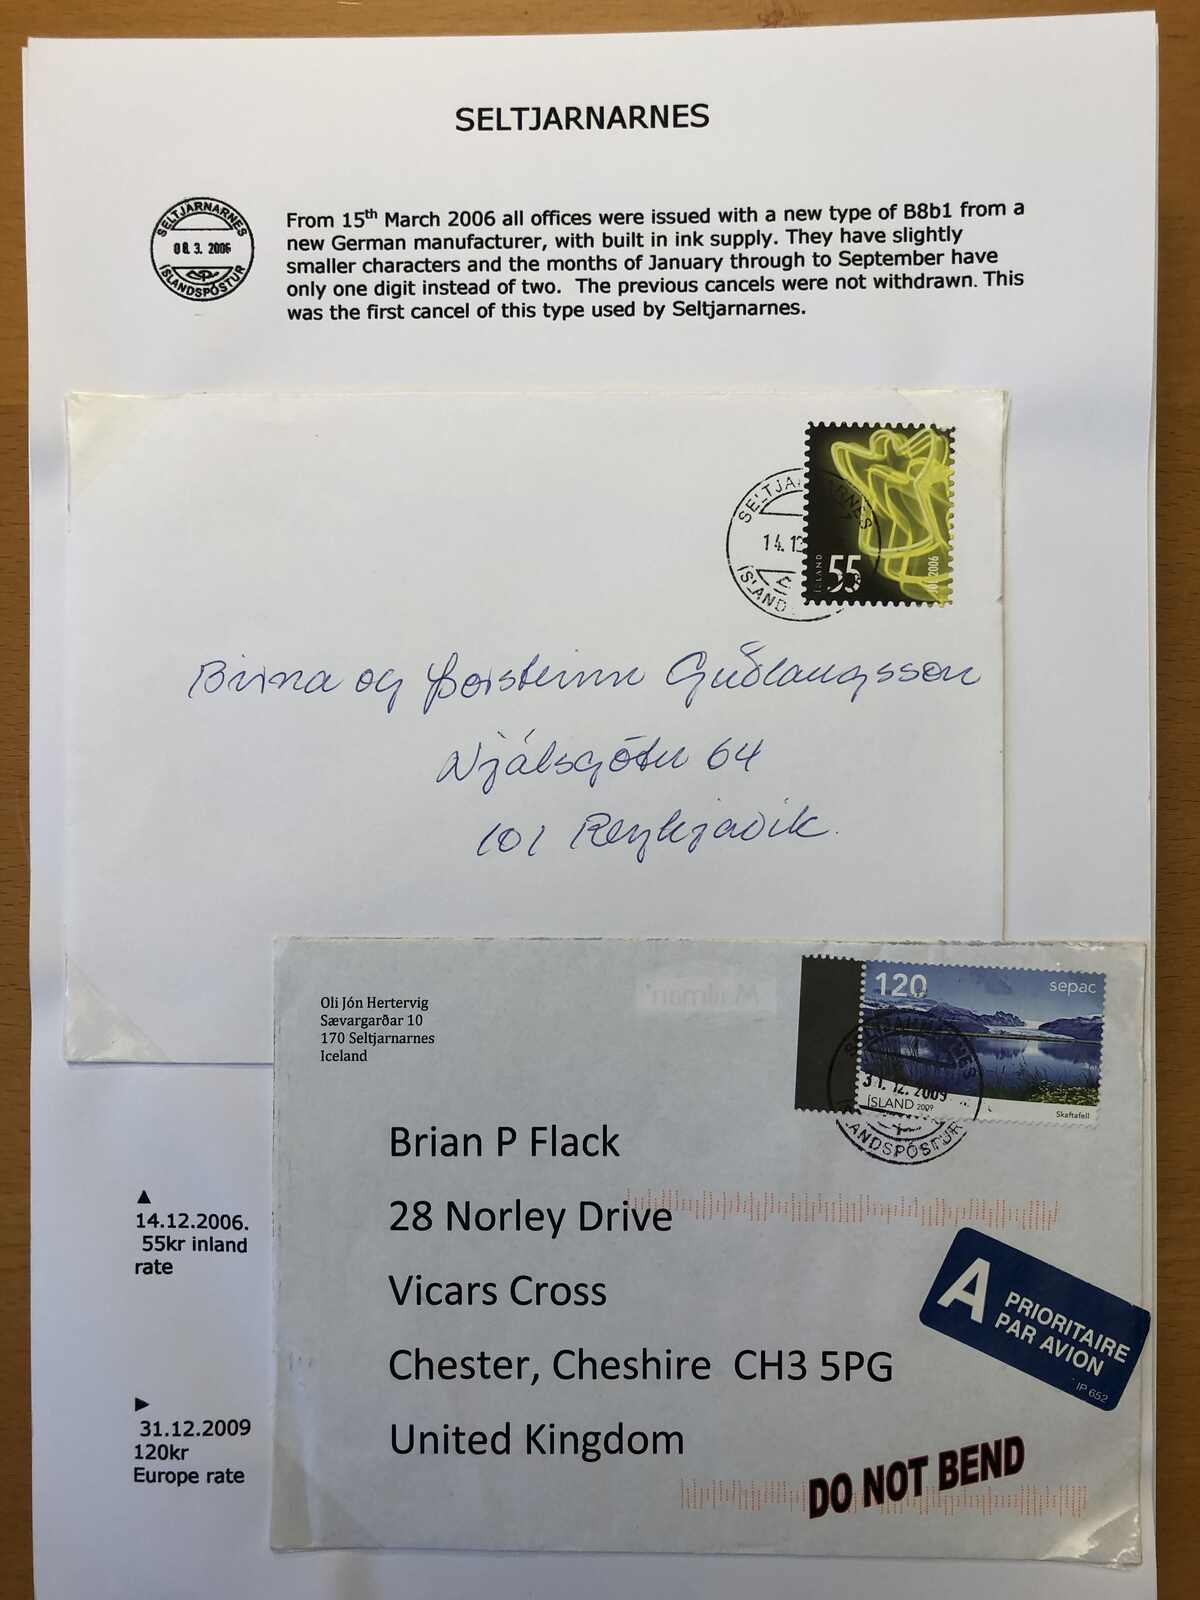 SELTJARNARNES
SELTJARNARNES
08. 3. 2006
ÍSLANDSPÓSTUR
From 15th March 2006 all offices were issued with a new type of B8b1 from a
new German manufacturer, with built in ink supply. They have slightly
smaller characters and the months of January through to September have
only one digit instead of two. The previous cancels were not withdrawn. This
was the first cancel of this type used by Seltjarnarnes.
SELTJARNARNES
14. 12
ÍSLAND
ÍSLAND
55
JÓL 2006
Birna og Þorsteinn Guðlaugsson
Njálsgötu 64
101 Reykjavík.
Oli Jón Hertervig
Sævargarðar 10
170 Seltjarnarnes
Iceland
120
sepac
SELTJARNARNES
31. 12. 2009
ÍSLAND 2009
Skaftafell
ÍSLANDSPÓSTUR
Brian P Flack
28 Norley Drive
Vicars Cross
Chester, Cheshire CH3 5PG
United Kingdom
A PRIORITAIRE
PAR AVION
IP 652
DO NOT BEND
▲
14.12.2006.
55kr inland
rate
►
31.12.2009
120kr
Europe rate